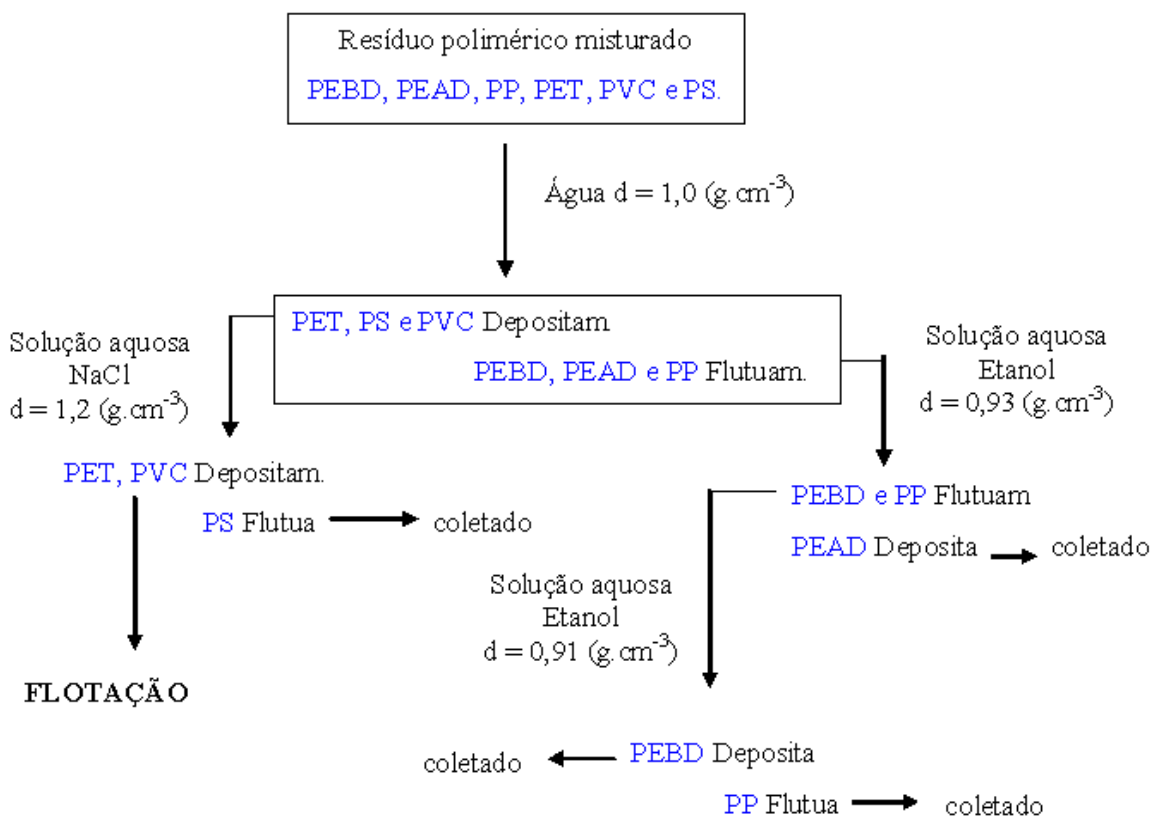 Resíduo polimérico misturado
PEBD, PEAD, PP, PET, PVC e PS.
Água d = 1,0 (g.cm⁻³)
PET, PS e PVC Depositam
PEBD, PEAD e PP Flutuam.
Solução aquosa
NaCl
d = 1,2 (g.cm⁻³)
Solução aquosa
Etanol
d = 0,93 (g.cm⁻³)
PET, PVC Depositam.
PS Flutua
coletado
PEBD e PP Flutuam
PEAD Deposita
coletado
Solução aquosa
Etanol
d = 0,91 (g.cm⁻³)
FLOTAÇÃO
coletado
PEBD Deposita
PP Flutua
coletado